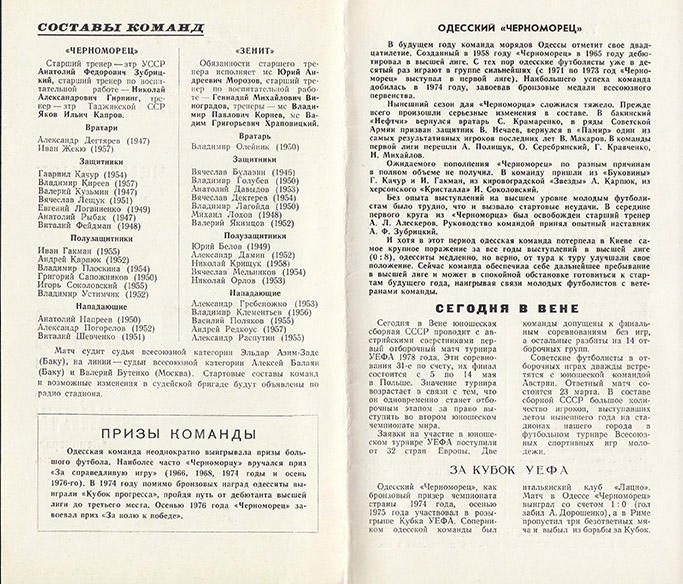 СОСТАВЫ КОМАНД
«ЧЕРНОМОРЕЦ»
Старший тренер — зтр УССР
Анатолий Федорович Зубриц-
кий, старший тренер по воспи-
тательной работе — Николай
Александрович Гирринг, трене-
р — зтр Таджикской ССР
Яков Ильич Капров.
Вратари
Александр Дегтярев (1947)
Иван Жекю (1957)
Защитники
Гавриил Качур (1954)
Владимир Киреев (1957)
Валерий Кузьмин (1947)
Вячеслав Лещук (1951)
Евгений Логвиненко (1949)
Анатолий Рыбак (1947)
Виталий Фейдман (1948)
Полузащитники
Иван Гакман (1955)
Андрей Карпюк (1952)
Владимир Плоскина (1954)
Григорий Сапожников (1950)
Игорь Соколовский (1955)
Владимир Устимчик (1952)
Нападающие
Анатолий Напреев (1950)
Александр Погорелов (1952)
Виталий Шевченко (1951)
«ЗЕНИТ»
Обязанности старшего тре-
нера исполняет мс Юрий Ан-
дреевич Морозов, старший тре-
нер по воспитательной работе
— Геннадий Михайлович Ви-
ноградов, тренеры — мс Влади-
мир Павлович Корнев, мс Ва-
дим Григорьевич Храповицкий.
Вратарь
Владимир Олейник (1950)
Защитники
Вячеслав Булазин (1946)
Владимир Голубев (1950)
Анатолий Давыдов (1953)
Вячеслав Дектерев (1954)
Владимир Лагойда (1950)
Михаил Лохов (1948)
Валерий Якимцов (1952)
Полузащитники
Юрий Белов (1949)
Александр Дамин (1952)
Николай Крищук (1958)
Вячеслав Мельников (1954)
Николай Орлов (1953)
Нападающие
Александр Гребеножко (1953)
Владимир Клементьев (1956)
Василий Поляков (1955)
Андрей Редкоус (1957)
Александр Распутин (1955)
Матч судит судья всесоюзной категории Эльдар Азим-Заде
(Баку), на линии — судьи всесоюзной категории Алексей Балаян
(Баку) и Валерий Бутенко (Москва). Стартовые составы команд
и возможные изменения в судейской бригаде будут объявлены по
радио стадиона.
ПРИЗЫ КОМАНДЫ
Одесская команда неоднократно выигрывала призы боль-
шого футбола. Наиболее часто «Черноморцу» вручался приз
«За справедливую игру» (1966, 1968, 1974 годы и осень
1976-го). В 1974 году помимо бронзовых наград одесситы вы-
играли «Кубок прогресса», пройдя путь от дебютанта высшей
лиги до третьего места. Осенью 1976 года «Черноморец» за-
воевал приз «За волю к победе».
ОДЕССКИЙ «ЧЕРНОМОРЕЦ»
В будущем году команда морядов Одессы отметит свое двад-
цатилетие. Созданный в 1958 году «Черноморец» в 1965 году дебю-
тировал в высшей лиге. С тех пор одесские футболисты уже в де-
сятый раз играют в группе сильнейших (с 1971 по 1973 год «Черно-
морец» выступал в первой лиге). Наибольшего успеха команда
добилась в 1974 году, завоевав бронзовые медали всесоюзного
первенства.
Нынешний сезон для «Черноморца» сложился тяжело. Прежде
всего произошли серьезные изменения в составе. В бакинский
«Нефтчи» вернулся вратарь С. Крамаренко, в ряды Советской
Армии призван защитник В. Нечаев, вернулся в «Памир» один из
самых результативных игроков последних лет В. Макаров. В команды
первой лиги перешли А. Полищук, О. Серебрянский, Г. Кравченко,
Н. Михайлов.
Ожидаемого пополнения «Черноморец» по разным причинам
в полном объеме не получил. В команду пришли из «Буковины»
Г. Качур и И. Гакман, из кировоградской «Звезды» А. Карпюк, из
херсонского «Кристалла» И. Соколовский.
Без опыта выступлений на высшем уровне молодым футболи-
стам было трудно, что и вызвало стартовые неудачи. В середине
первого круга из «Черноморца» был освобожден старший тренер
А. Л. Алескеров. Руководство командой принял опытный наставник
А. Ф. Зубрицкий.
И хотя в этот период одесская команда потерпела в Киеве са-
мое крупное поражение за все годы выступлений в высшей лиге
(0:8), одесситы медленно, но верно, от тура к туру улучшали свое
положение. Сейчас команда обеспечила себе дальнейшее пребывание
в высшей лиге и может в спокойной обстановке готовиться к стар-
там будущего года, наигрывая связи молодых футболистов с вете-
ранами команды.
СЕГОДНЯ В ВЕНЕ
Сегодня в Вене юношеская
сборная СССР проводит с ав-
стрийскими сверстниками первый
отборочный матч турнира
УЕФА 1978 года. Эти соревно-
вания 31-е по счету, их финал
состоится с 5 по 14 мая
в Польше. Значение турнира
возрастает в связи с тем, что
он одновременно станет отбо-
рочным этапом за право вы-
ступить во втором юношеском
чемпионате мира.
Заявки на участие в юноше-
ском турнире УЕФА поступили
от 32 стран Европы. Две
команды допущены к финаль-
ным соревнованиям без игр,
а остальные разбиты на 14 от-
борочных групп.
Советские футболисты в от-
борочных играх дважды встре-
тятся с юношеской командой
Австрии. Ответный матч со-
стоится 23 марта. В составе
сборной СССР большое коли-
чество игроков, выступавших
летом нынешнего года на ста-
дионах нашего города в
футбольном турнире Всесоюз-
ных спортивных игр моло-
дежи.
ЗА КУБОК УЕФА
Одесский «Черноморец», как
бронзовый призер чемпионата
страны 1974 года, осенью
1975 года участвовал в розы-
грыше Кубка УЕФА. Соперни-
ком одесской команды был
итальянский клуб «Лацио».
Матч в Одессе «Черноморец»
выиграл со счетом 1:0 (гол
забил А. Дорошенко), а в Риме
пропустил три безответных мя-
ча и выбыл из борьбы за Кубок.